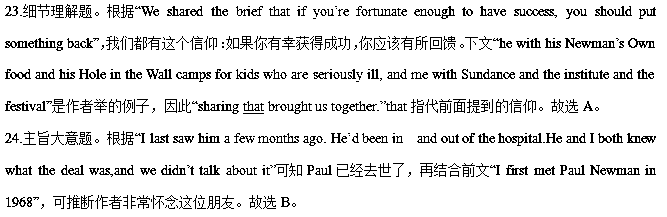 23.细节理解题。根据“We shared the brief that if you're fortunate enough to have success, you should put
something back”,我们都有这个信仰:如果你有幸获得成功,你应该有所回馈。下文“he with his Newman's Own
food and his Hole in the Wall camps for kids who are seriously ill, and me with Sundance and the institute and the
festival”是作者举的例子，因此“sharing that brought us together.”that 指代前面提到的信仰。故选 A。
24.主旨大意题。根据“I last saw him a few months ago. He'd been in   and out of the hospital.He and I both knew
what the deal was,and we didn't talk about it”可知 Paul 已经去世了，再结合前文“I first met Paul Newman in
1968”，可推断作者非常怀念这位朋友。故选 B。